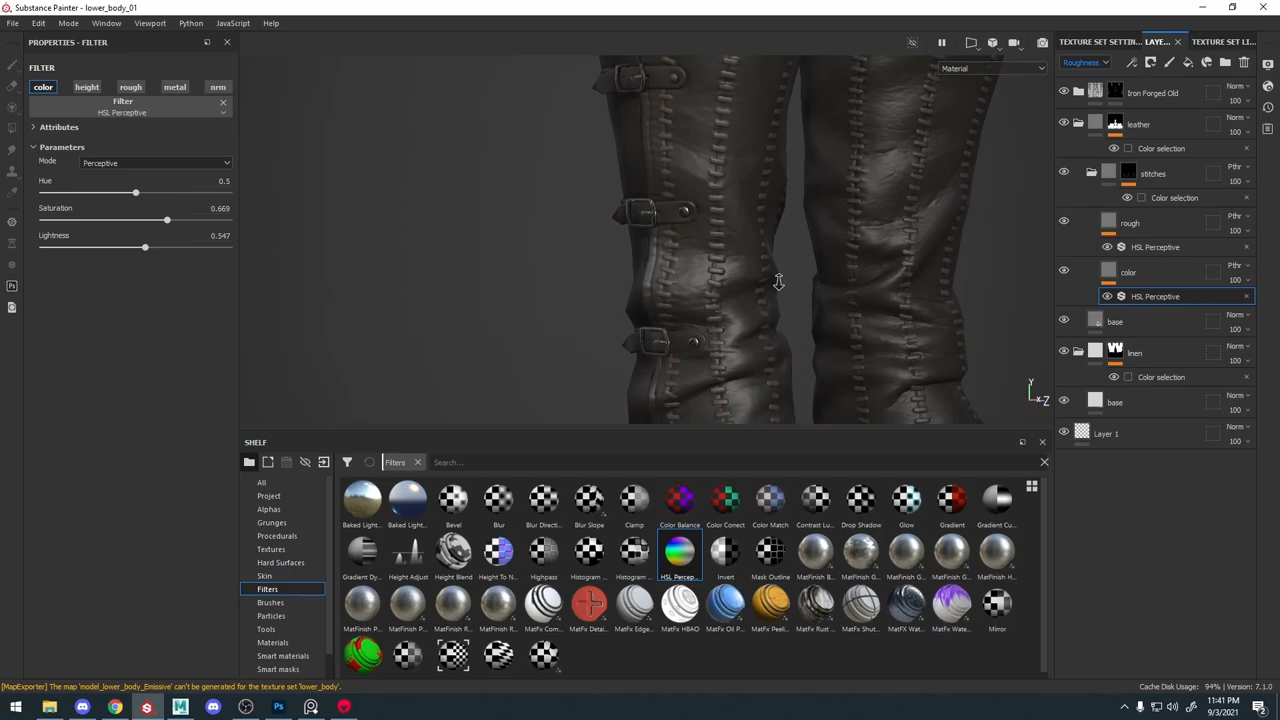 Substance Painter - lower_body_01
File Edit Mode Window Viewport Python JavaScript Help
PROPERTIES - FILTER
FILTER
color height rough metal nrm
Filter
HSL Perceptive
Attributes
Parameters
Mode Perceptive
Hue 0.5
Saturation 0.669
Lightness 0.547
Material
Y
X Z
TEXTURE SET SETTIN... LAYE... TEXTURE SET LI...
Roughness
Iron Forged Old Norm 100
leather Norm 100
Color selection
stitches Pthr 100
Color selection
rough Pthr 100
HSL Perceptive
color Pthr 100
HSL Perceptive
base Norm 100
linen Norm 100
Color selection
base Norm 100
Layer 1 Norm 100
SHELF
Filters Search...
All
Project
Alphas
Grunges
Procedurals
Textures
Hard Surfaces
Skin
Filters
Brushes
Particles
Tools
Materials
Smart materials
Smart masks
Baked Light... Baked Light... Bevel Blur Blur Directi... Blur Slope Clamp Color Balance Color Correct Color Match Contrast Lu... Drop Shadow Glow Gradient Gradient Cu...
Gradient Dy... Height Adjust Height Blend Height To N... Highpass Histogram ... Histogram ... HSL Percep... Invert Mask Outline MatFinish B... MatFinish G... MatFinish G... MatFinish G... MatFinish H...
MatFinish P... MatFinish P... MatFinish R... MatFinish R... MatFx Com... MatFx Detai... MatFx Edge... MatFx HBAO MatFx Oil P... MatFx Peeli... MatFx Rust ... MatFx Shut... MatFX Wat... MatFx Wate... Mirror
[MapExporter] The map 'model_lower_body_Emissive' can't be generated for the texture set 'lower_body'.
Cache Disk Usage: 94% | Version: 7.1.0
11:41 PM
9/3/2021
2